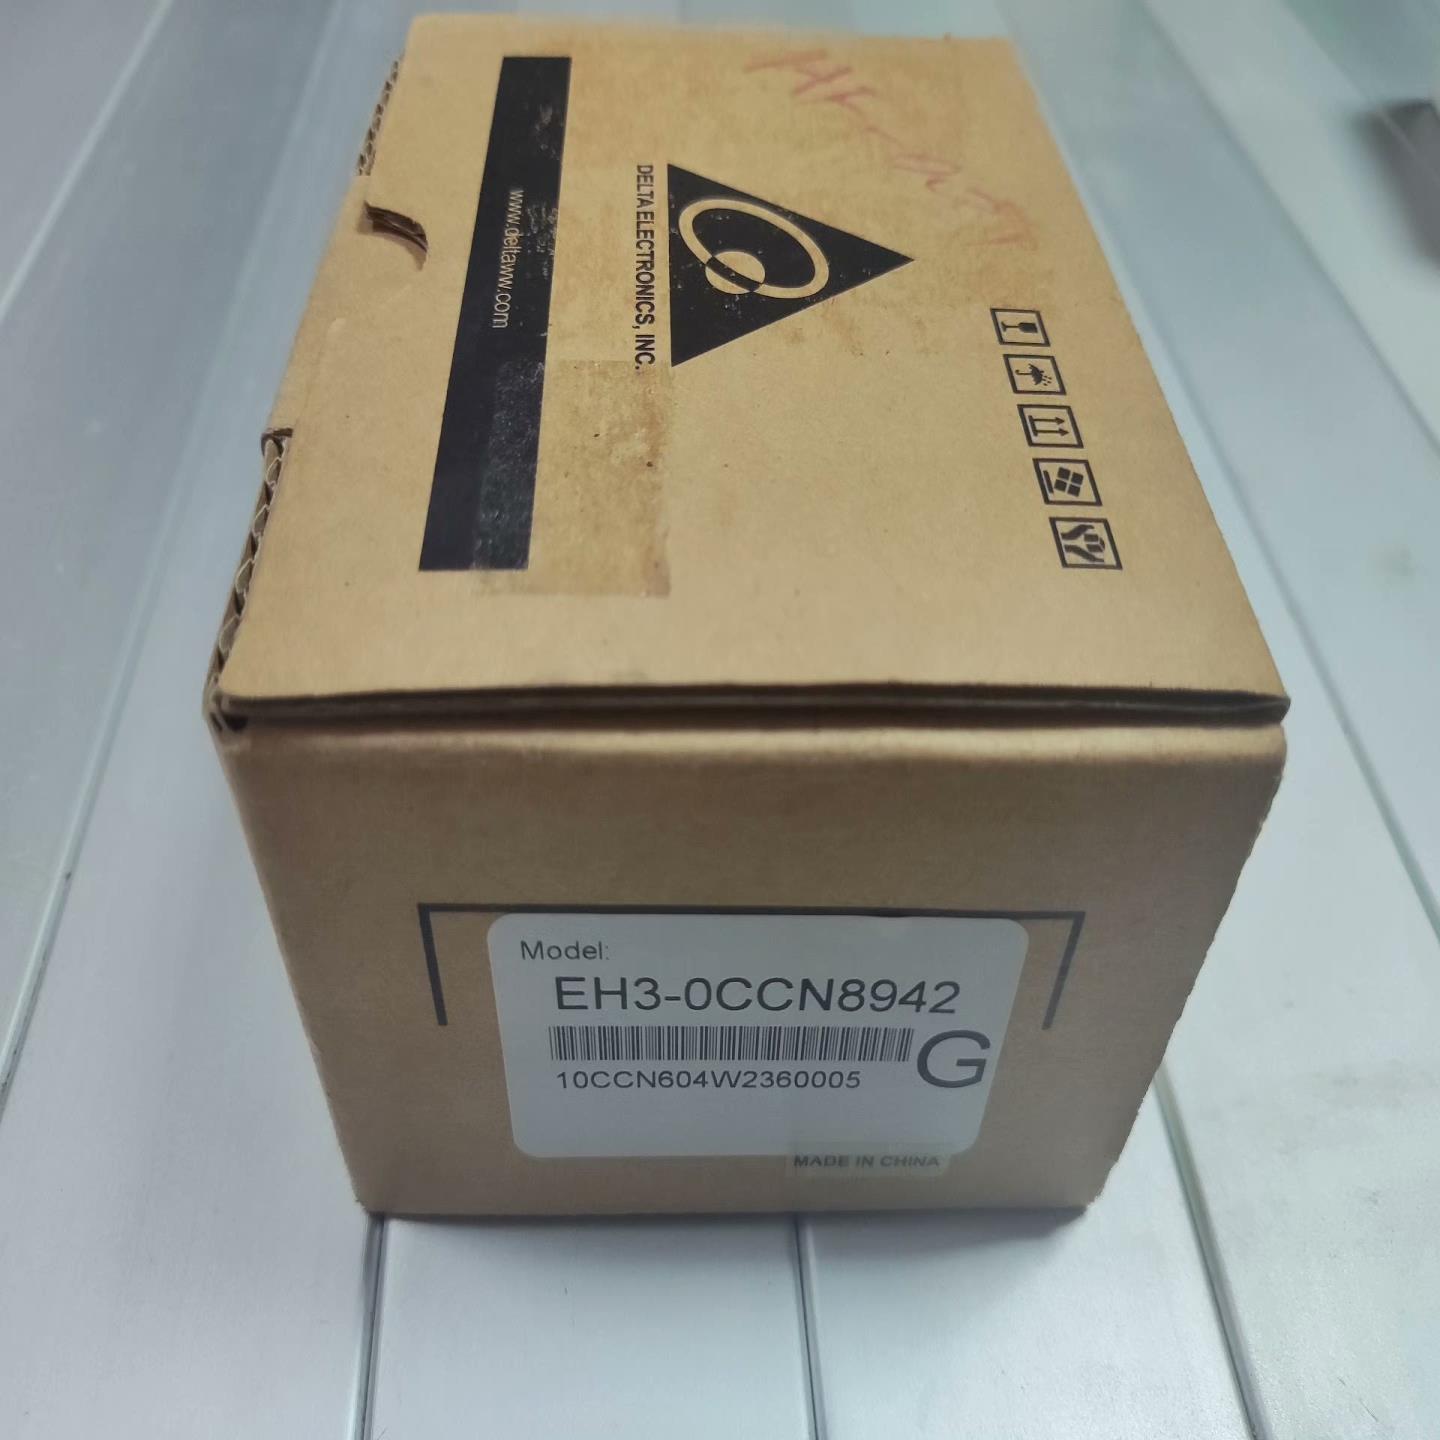 www.deltaww.com
DELTA ELECTRONICS, INC.
Model:
EH3-0CCN8942
G
10CCN604W2360005
MADE IN CHINA